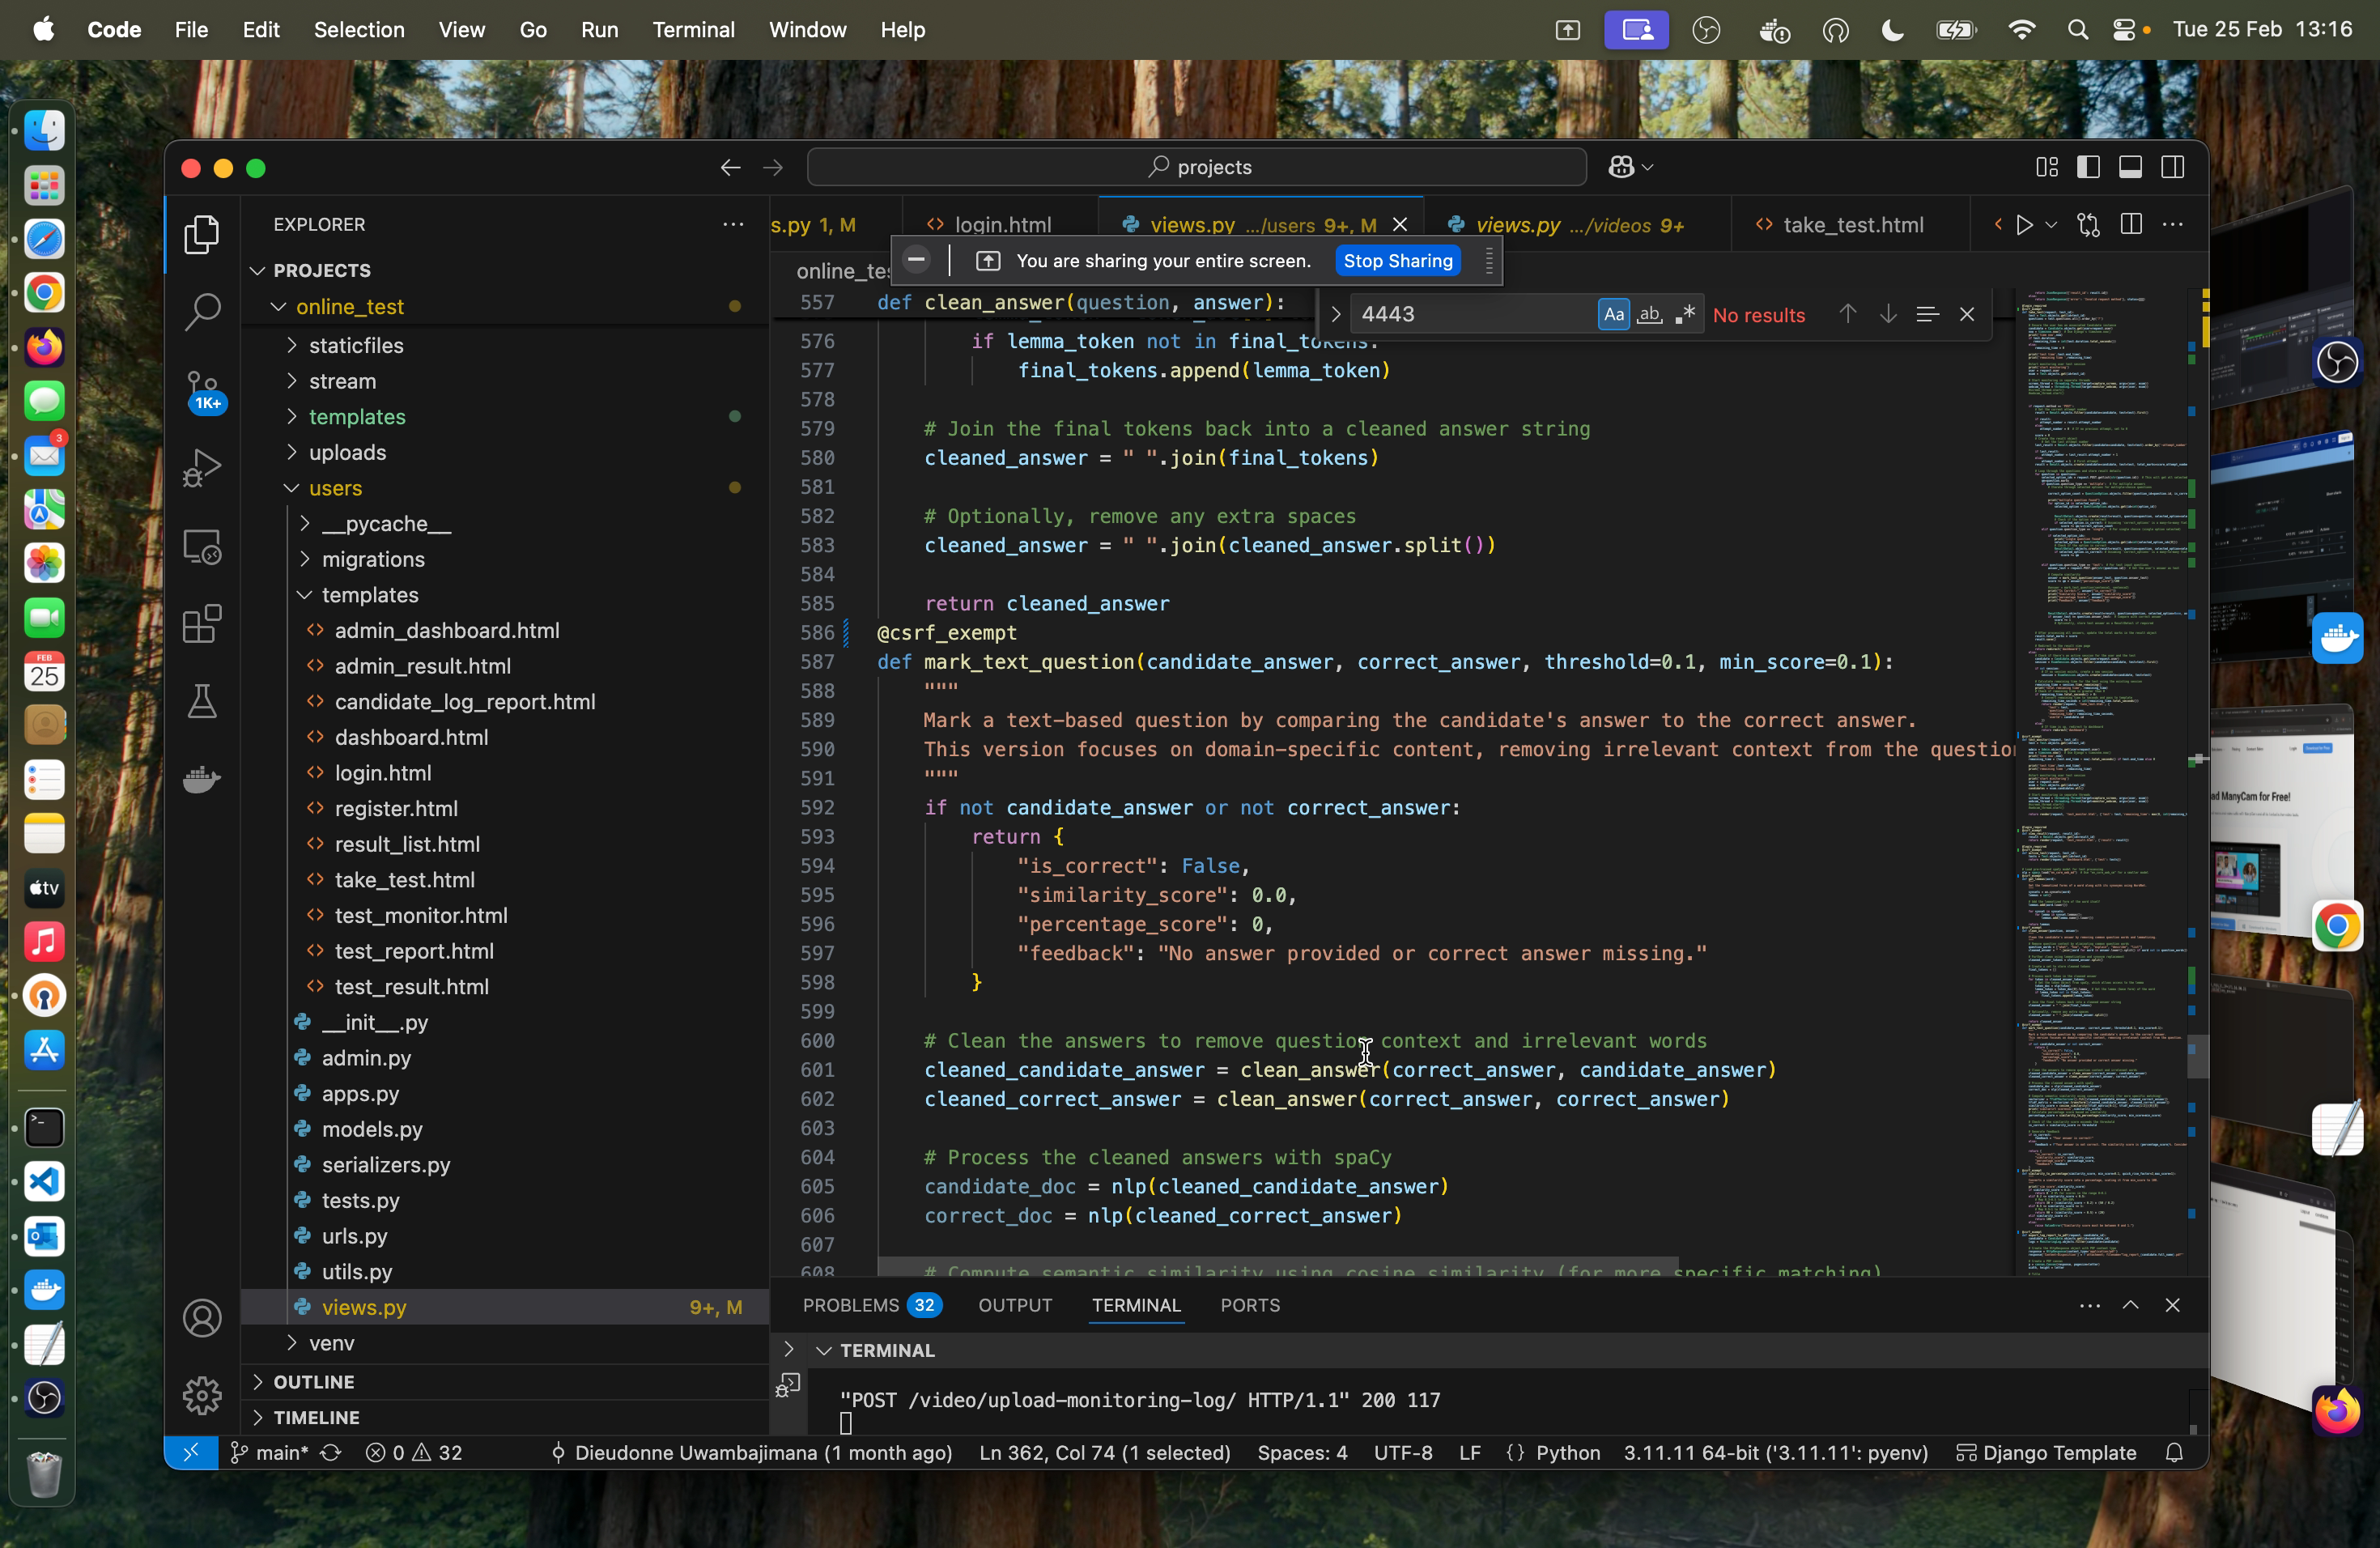 Code File Edit Selection View Go Run Terminal Window Help
Tue 25 Feb 13:16
projects
EXPLORER
PROJECTS
online_test
staticfiles
stream
templates
uploads
users
__pycache__
migrations
templates
admin_dashboard.html
admin_result.html
candidate_log_report.html
dashboard.html
login.html
register.html
result_list.html
take_test.html
test_monitor.html
test_report.html
test_result.html
__init__.py
admin.py
apps.py
models.py
serializers.py
tests.py
urls.py
utils.py
views.py 9+, M
venv
OUTLINE
TIMELINE
1K+
3
FEB
25
tv
s.py 1, M
login.html
views.py .../users 9+, M
views.py .../videos 9+
take_test.html
online_tes
You are sharing your entire screen. Stop Sharing
4443
Aa ab No results
557 def clean_answer(question, answer):
576 if lemma_token not in final_tokens:
577 final_tokens.append(lemma_token)
578
579 # Join the final tokens back into a cleaned answer string
580 cleaned_answer = " ".join(final_tokens)
581
582 # Optionally, remove any extra spaces
583 cleaned_answer = " ".join(cleaned_answer.split())
584
585 return cleaned_answer
586 @csrf_exempt
587 def mark_text_question(candidate_answer, correct_answer, threshold=0.1, min_score=0.1):
588 """
589 Mark a text-based question by comparing the candidate's answer to the correct answer.
590 This version focuses on domain-specific content, removing irrelevant context from the question
591 """
592 if not candidate_answer or not correct_answer:
593 return {
594 "is_correct": False,
595 "similarity_score": 0.0,
596 "percentage_score": 0,
597 "feedback": "No answer provided or correct answer missing."
598 }
599
600 # Clean the answers to remove question context and irrelevant words
601 cleaned_candidate_answer = clean_answer(correct_answer, candidate_answer)
602 cleaned_correct_answer = clean_answer(correct_answer, correct_answer)
603
604 # Process the cleaned answers with spaCy
605 candidate_doc = nlp(cleaned_candidate_answer)
606 correct_doc = nlp(cleaned_correct_answer)
607
608 # Compute semantic similarity using cosine similarity (for more specific matching)
PROBLEMS 32 OUTPUT TERMINAL PORTS
TERMINAL
"POST /video/upload-monitoring-log/ HTTP/1.1" 200 117
main* 0 32 Dieudonne Uwambajimana (1 month ago) Ln 362, Col 74 (1 selected) Spaces: 4 UTF-8 LF {} Python 3.11.11 64-bit ('3.11.11': pyenv) Django Template
ad ManyCam for Free!